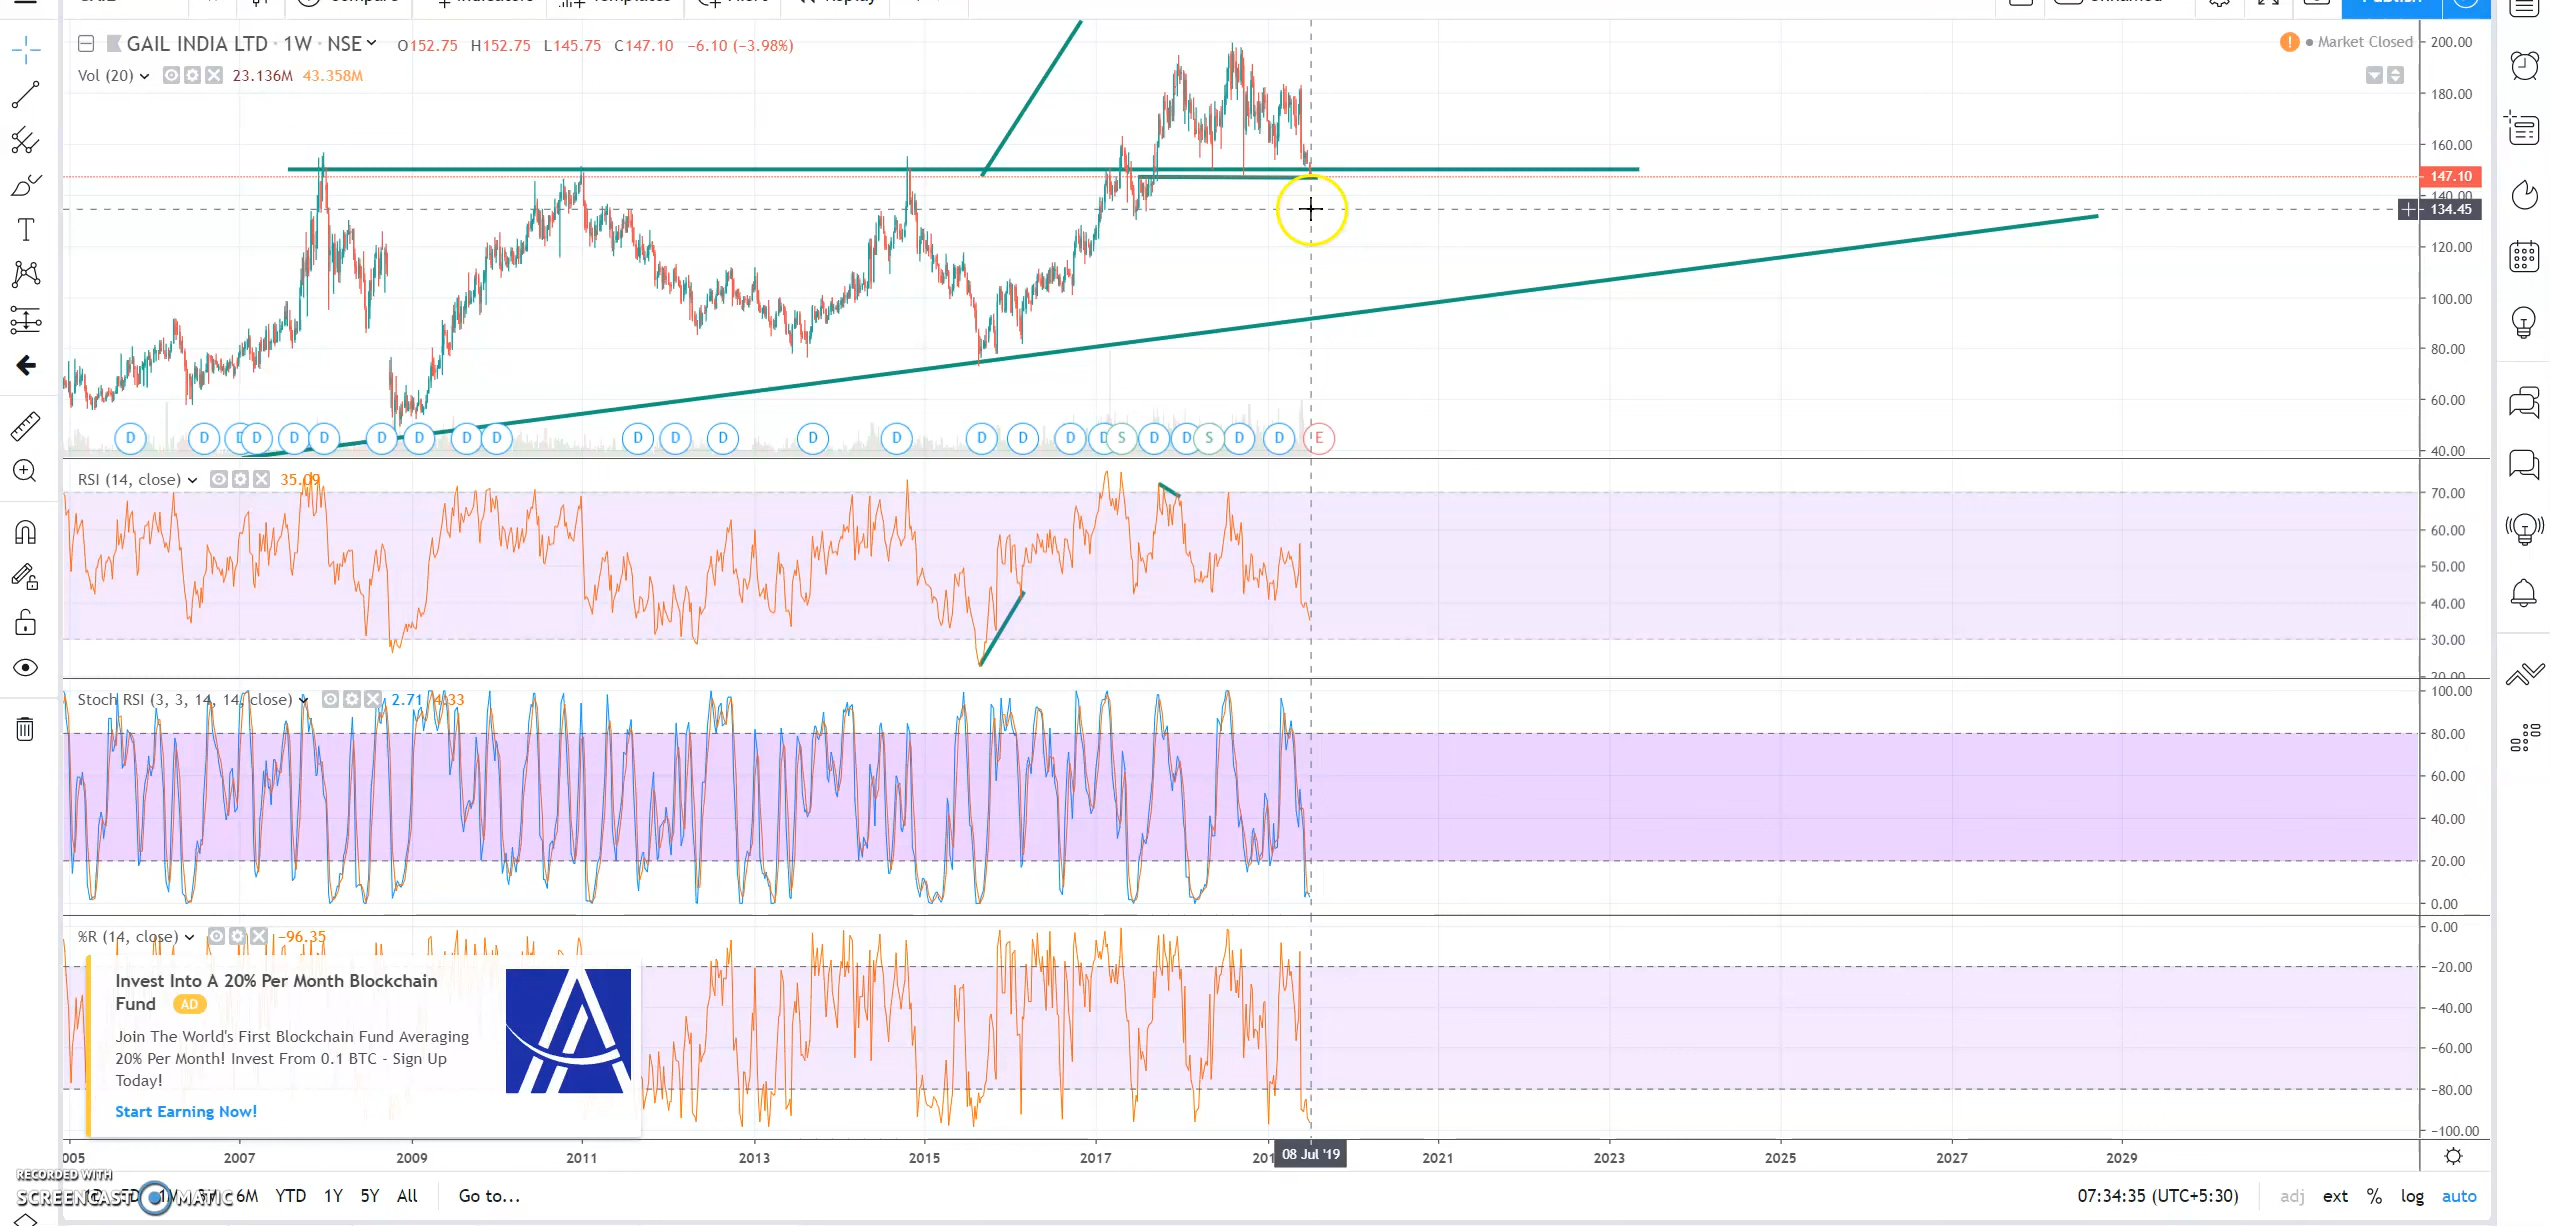 GAIL INDIA LTD · 1W · NSE O152.75 H152.75 L145.75 C147.10 −6.10 (−3.98%)
Market Closed
Vol (20) 23.136M 43.358M
200.00
180.00
160.00
147.10
140.00
134.45
120.00
100.00
80.00
60.00
40.00
D D D D D D D D D D D D D D D D D D D S D D S D D E
RSI (14, close) 35.09
70.00
60.00
50.00
40.00
30.00
20.00
Stoch RSI (3, 3, 14, 14, close) 2.71 4.33
100.00
80.00
60.00
40.00
20.00
0.00
%R (14, close) −96.35
0.00
−20.00
−40.00
−60.00
−80.00
−100.00
Invest Into A 20% Per Month Blockchain
Fund AD
Join The World's First Blockchain Fund Averaging
20% Per Month! Invest From 0.1 BTC - Sign Up
Today!
Start Earning Now!
2007 2009 2011 2013 2015 2017 08 Jul '19 2021 2023 2025 2027 2029
RECORDED WITH
SCREENCAST MATIC
6M YTD 1Y 5Y All Go to... 07:34:35 (UTC+5:30) adj ext % log auto